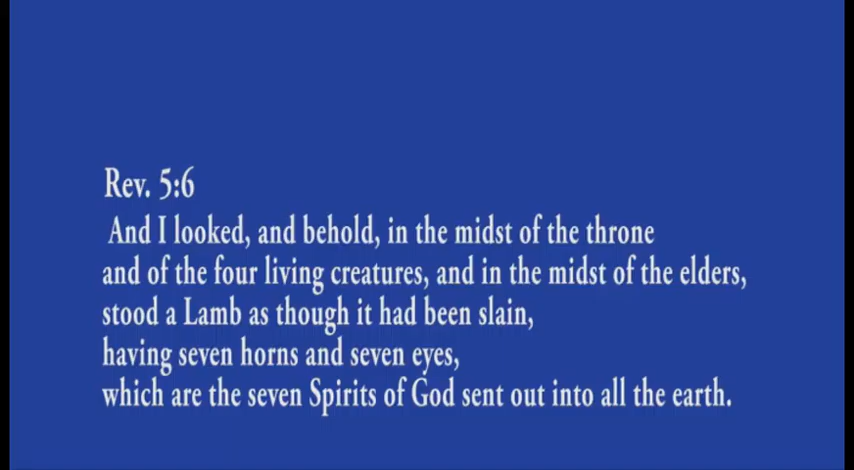 Rev. 5:6
And I looked, and behold, in the midst of the throne
and of the four living creatures, and in the midst of the elders,
stood a Lamb as though it had been slain,
having seven horns and seven eyes,
which are the seven Spirits of God sent out into all the earth.